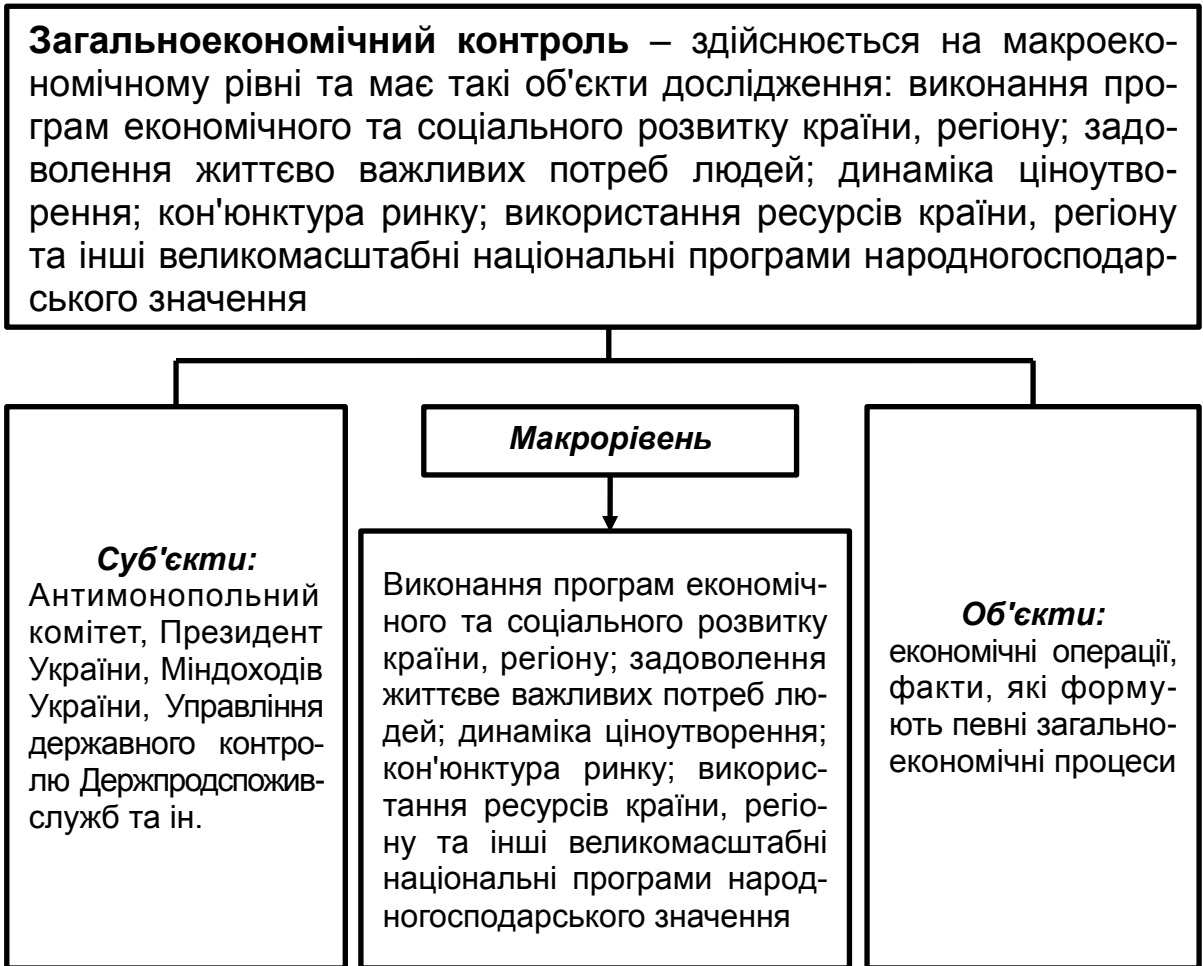 Загальноекономічний контроль – здійснюється на макроеко-
номічному рівні та має такі об'єкти дослідження: виконання про-
грам економічного та соціального розвитку країни, регіону; задо-
волення життєво важливих потреб людей; динаміка ціноутво-
рення; кон'юнктура ринку; використання ресурсів країни, регіону
та інші великомасштабні національні програми народногосподар-
ського значення
Суб'єкти:
Антимонопольний
комітет, Президент
України, Міндоходів
України, Управління
державного контро-
лю Держпродспожив-
служб та ін.
Макрорівень
Виконання програм економіч-
ного та соціального розвитку
країни, регіону; задоволення
життєве важливих потреб лю-
дей; динаміка ціноутворення;
кон'юнктура ринку; викорис-
тання ресурсів країни, регіо-
ну та інші великомасштабні
національні програми народ-
ногосподарського значення
Об'єкти:
економічні операції,
факти, які форму-
ють певні загально-
економічні процеси